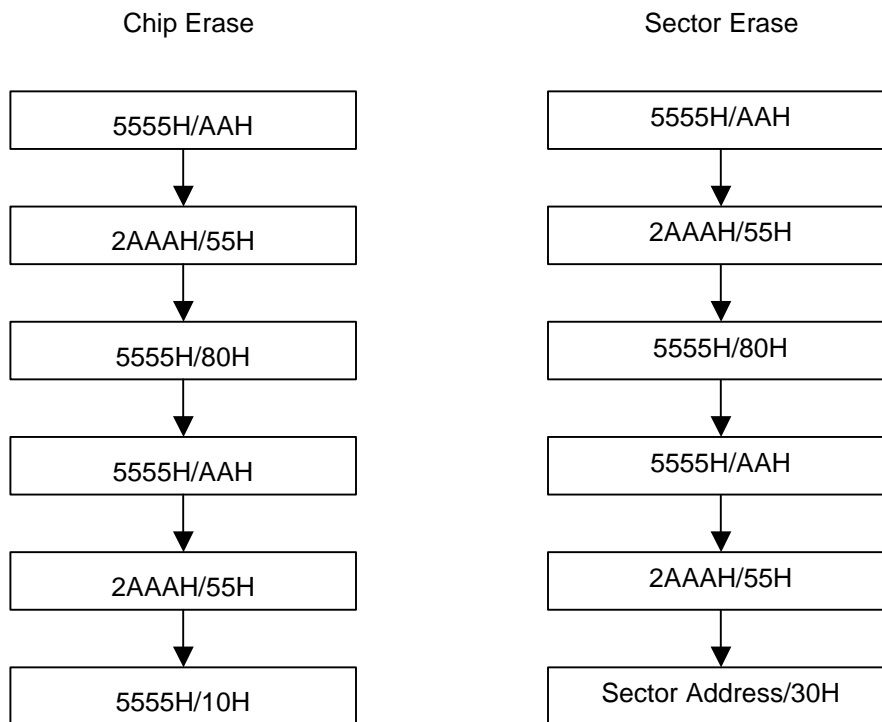 Chip Erase
5555H/AAH
2AAAH/55H
5555H/80H
5555H/AAH
2AAAH/55H
5555H/10H
Sector Erase
5555H/AAH
2AAAH/55H
5555H/80H
5555H/AAH
2AAAH/55H
Sector Address/30H